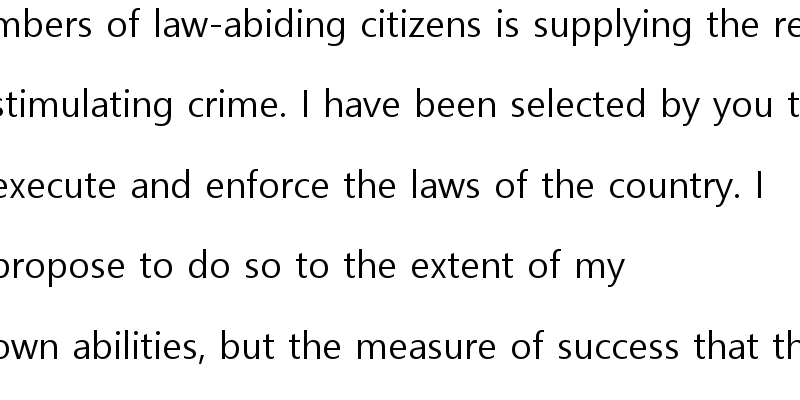 mbers of law-abiding citizens is supplying the re
stimulating crime. I have been selected by you t
execute and enforce the laws of the country. I
propose to do so to the extent of my
own abilities, but the measure of success that th